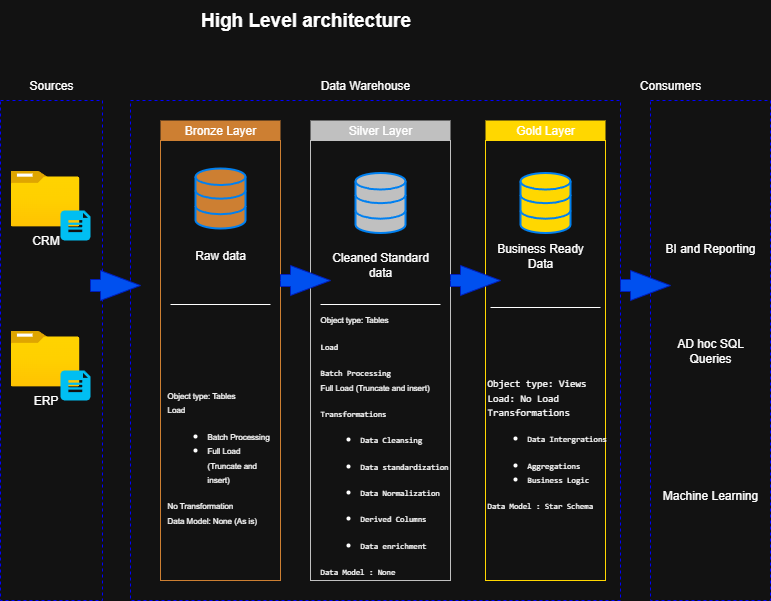 High Level architecture
Sources
Data Warehouse
Consumers
CRM
ERP
Bronze Layer
Raw data
Object type: Tables
Load
Batch Processing
Full Load
(Truncate and
insert)
No Transformation
Data Model: None (As is)
Silver Layer
Cleaned Standard
data
Object type: Tables
Load
Batch Processing
Full Load (Truncate and insert)
Transformations
Data Cleansing
Data standardization
Data Normalization
Derived Columns
Data enrichment
Data Model : None
Gold Layer
Business Ready
Data
Object type: Views
Load: No Load
Transformations
Data Intergrations
Aggregations
Business Logic
Data Model : Star Schema
BI and Reporting
AD hoc SQL
Queries
Machine Learning